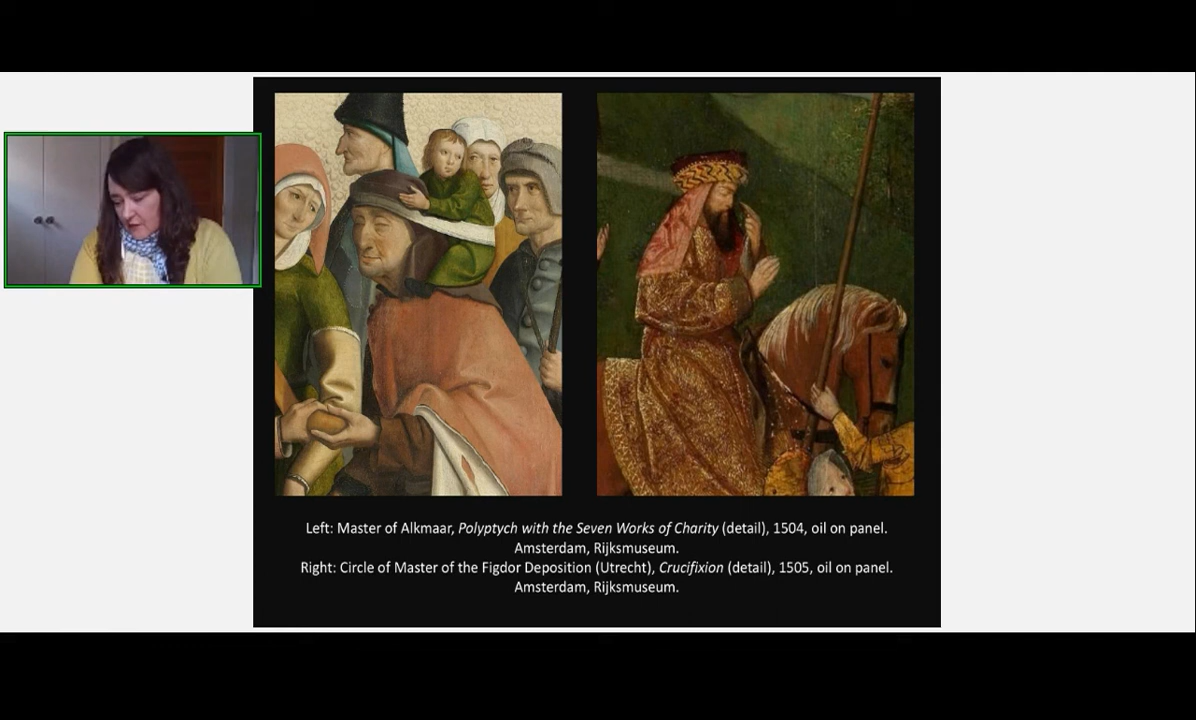 Left: Master of Alkmaar, Polyptych with the Seven Works of Charity (detail), 1504, oil on panel.
Amsterdam, Rijksmuseum.
Right: Circle of Master of the Figdor Deposition (Utrecht), Crucifixion (detail), 1505, oil on panel.
Amsterdam, Rijksmuseum.